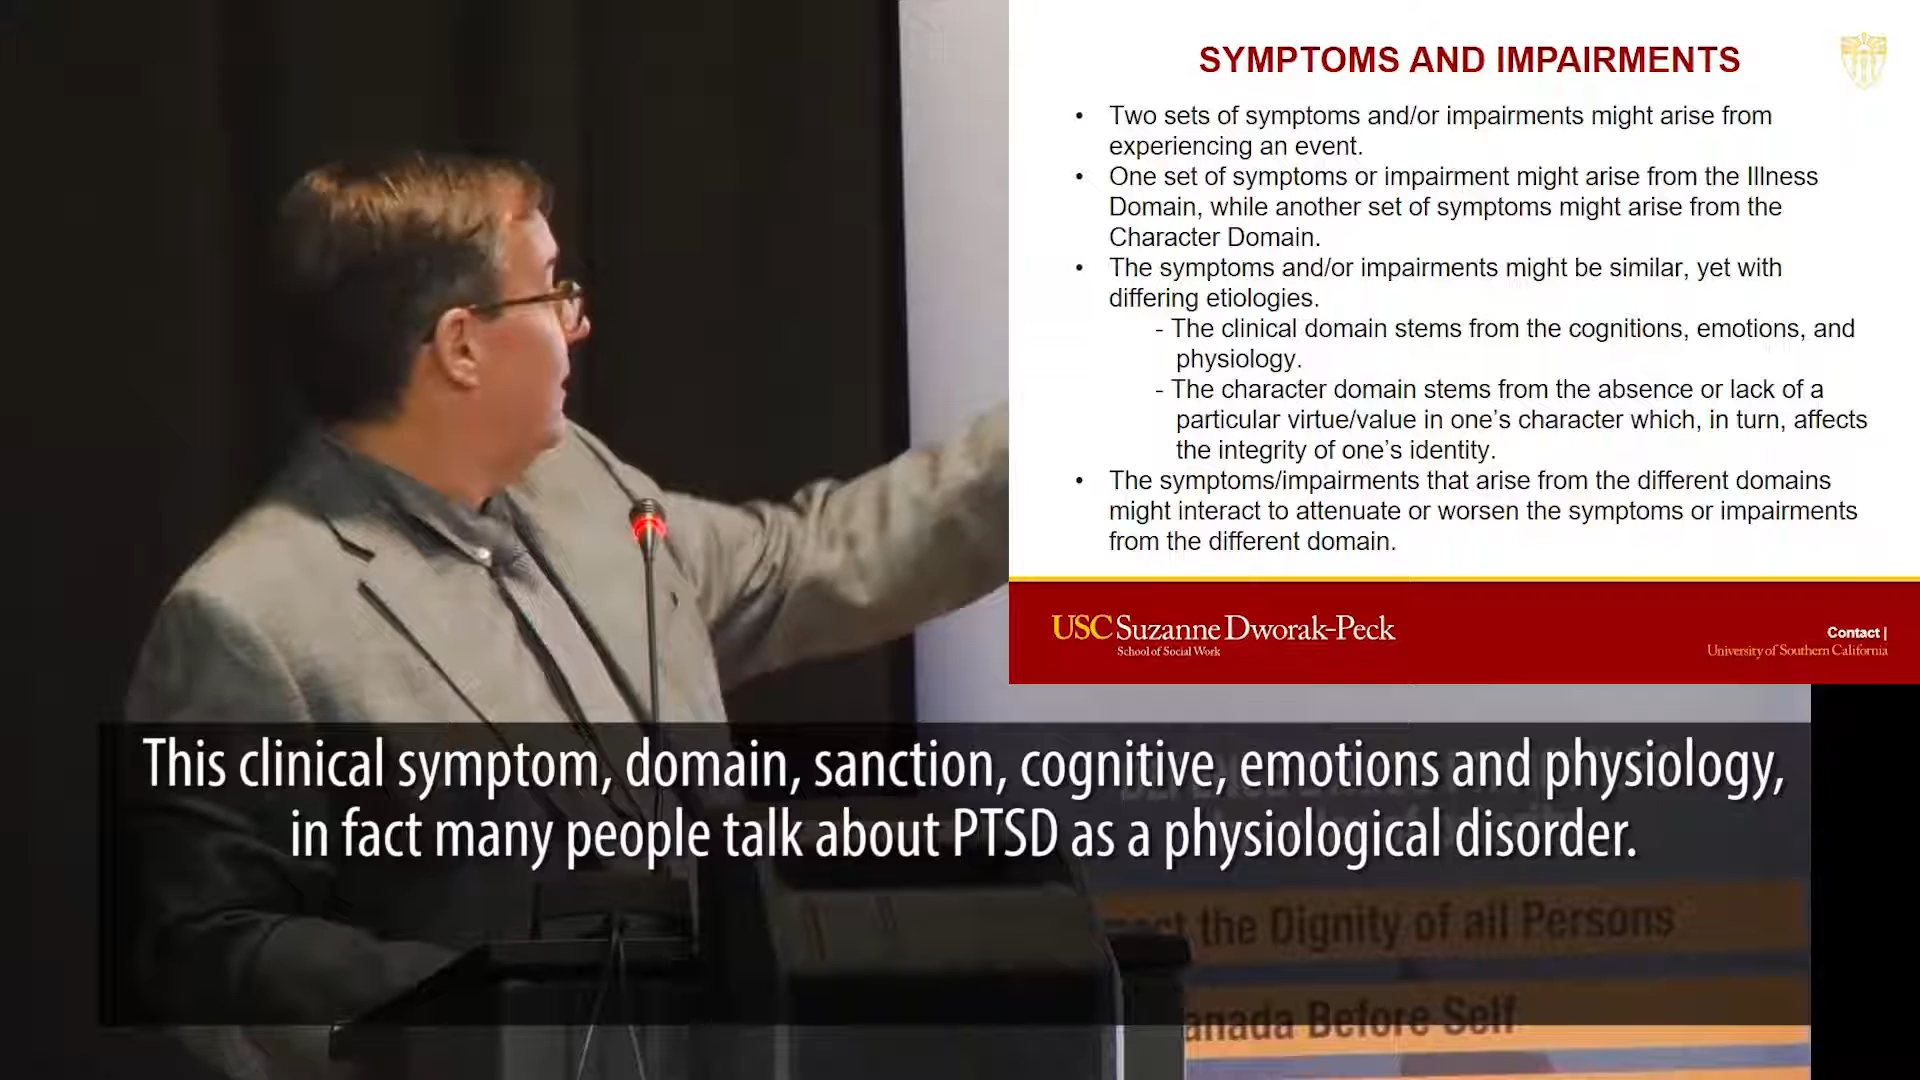 SYMPTOMS AND IMPAIRMENTS
• Two sets of symptoms and/or impairments might arise from
experiencing an event.
• One set of symptoms or impairment might arise from the Illness
Domain, while another set of symptoms might arise from the
Character Domain.
• The symptoms and/or impairments might be similar, yet with
differing etiologies.
- The clinical domain stems from the cognitions, emotions, and
physiology.
- The character domain stems from the absence or lack of a
particular virtue/value in one's character which, in turn, affects
the integrity of one's identity.
• The symptoms/impairments that arise from the different domains
might interact to attenuate or worsen the symptoms or impairments
from the different domain.
USC Suzanne Dworak-Peck
School of Social Work
Contact |
University of Southern California
This clinical symptom, domain, sanction, cognitive, emotions and physiology,
in fact many people talk about PTSD as a physiological disorder.
the Dignity of all Persons
Before Self